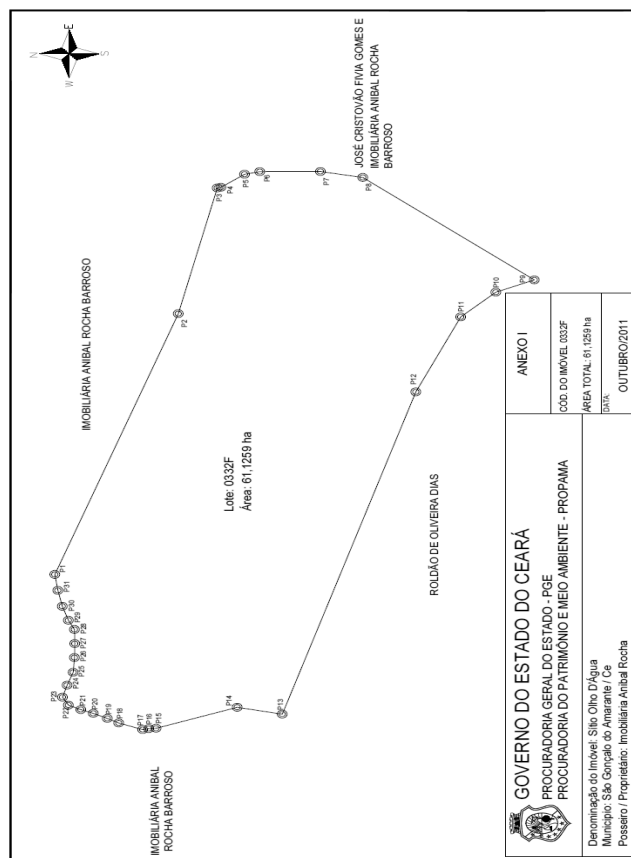 N
E
S
W
IMOBILIÁRIA ANIBAL ROCHA BARROSO
JOSÉ CRISTOVÃO FIVIA GOMES E
IMOBILIÁRIA ANIBAL ROCHA
BARROSO
P1
P2
P3
P4
P5
P6
P7
P8
P9
P10
P11
P12
P13
P14
P15
P16
P17
P18
P19
P20
P21
P22
P23
P24
P25
P26
P27
P28
P29
P30
P31
Lote: 0332F
Área: 61,1259 ha
ROLDÃO DE OLIVEIRA DIAS
IMOBILIÁRIA ANIBAL
ROCHA BARROSO
GOVERNO DO ESTADO DO CEARÁ
PROCURADORIA GERAL DO ESTADO - PGE
PROCURADORIA DO PATRIMÔNIO E MEIO AMBIENTE - PROPAMA
ANEXO I
Denominação do Imóvel: Sítio Olho D'Água
Município: São Gonçalo do Amarante / Ce
Posseiro / Proprietário: Imobiliária Anibal Rocha
CÓD. DO IMÓVEL 0332F
ÁREA TOTAL: 61,1259 ha
DATA:
OUTUBRO/2011